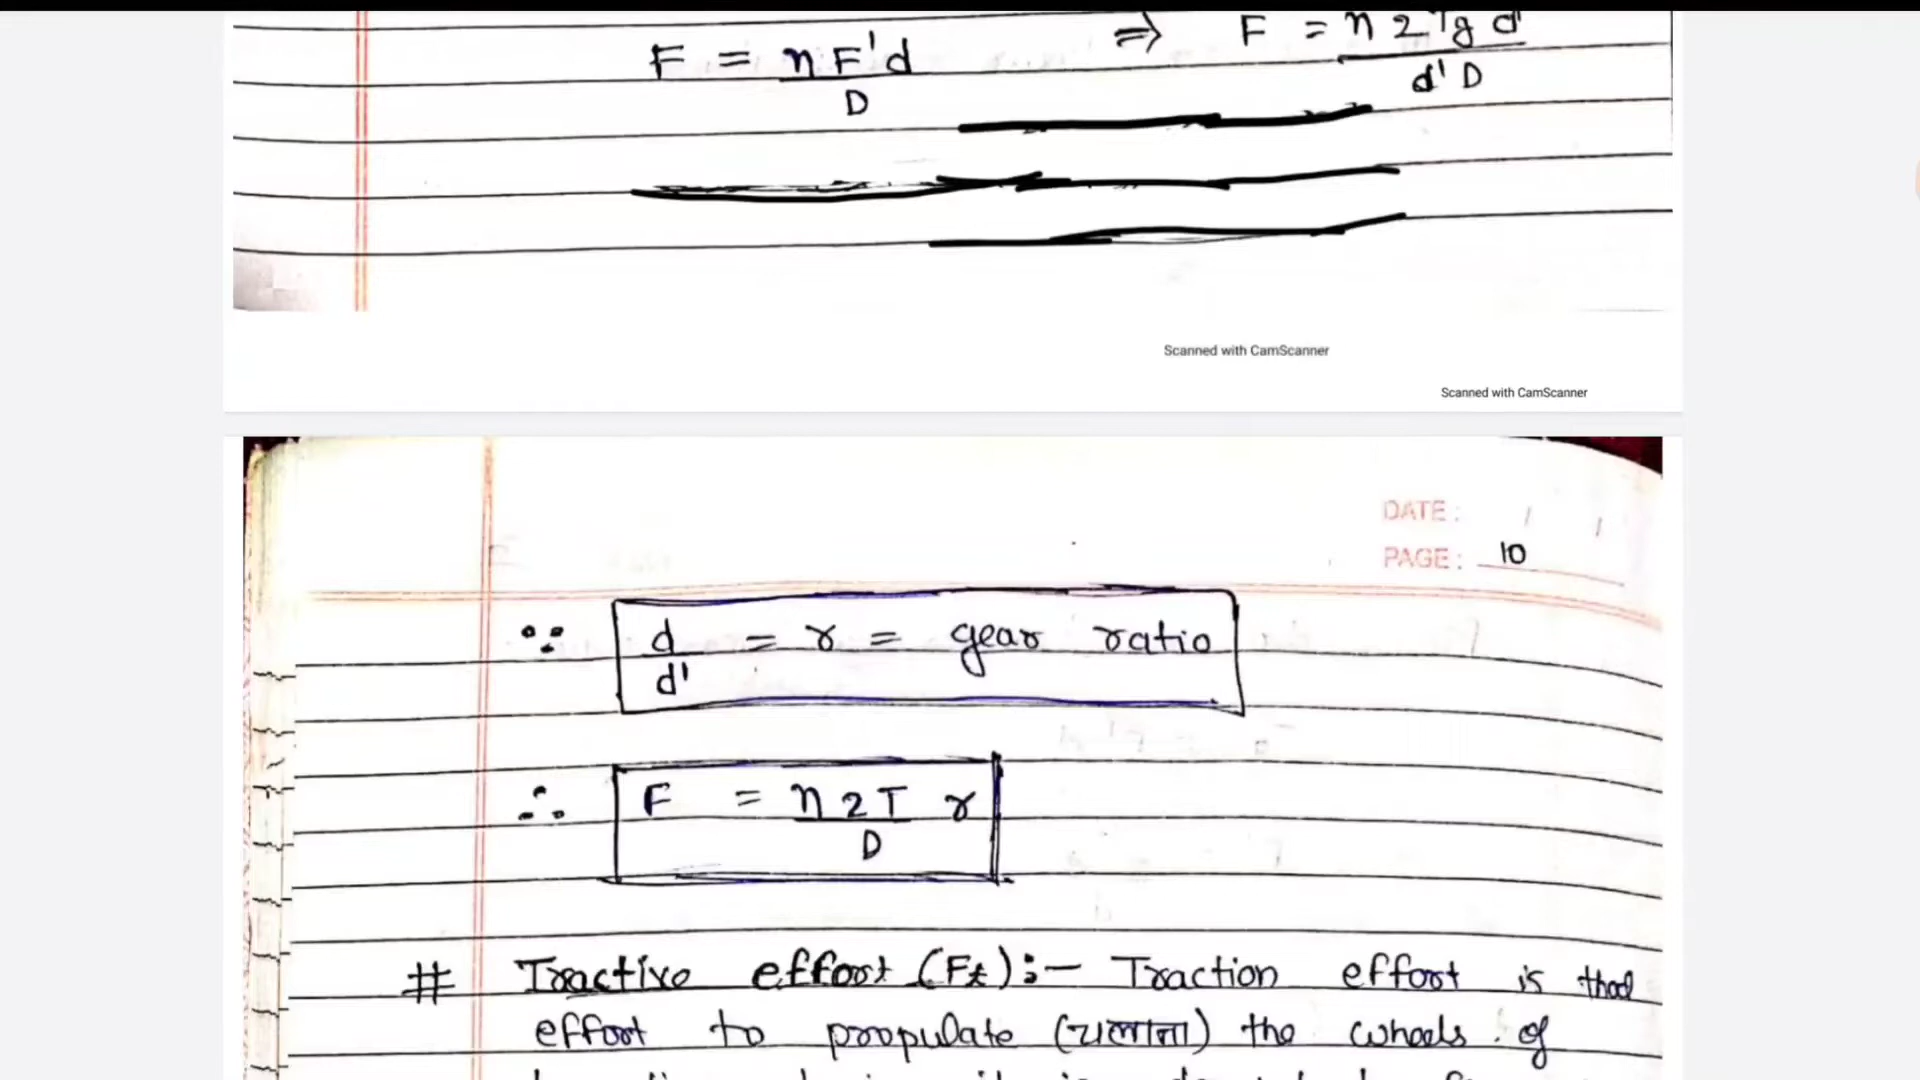 F = η F'd ⇒ F = η 2 T g d
D d' D
Scanned with CamScanner
Scanned with CamScanner
DATE: / /
PAGE: 10
∵ d = r = gear ratio
d'
∴ F = η 2 T r
D
# Tractive effort (Ft):- Traction effort is that
effort to propulate (चलाना) the wheels of